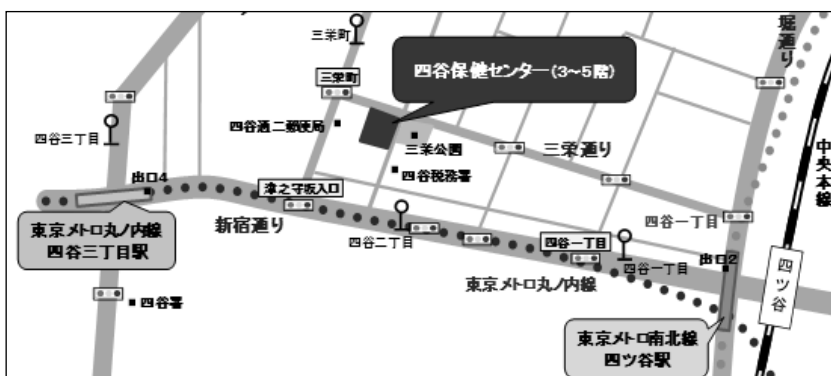 三栄町
堀通り
四谷保健センター(3～5階)
三栄町
四谷三丁目
四谷通二郵便局
三栄公園
三栄通り
中央本線
出口4
四谷税務署
津之守坂入口
四谷一丁目
東京メトロ丸ノ内線
四谷三丁目駅
新宿通り
四谷二丁目
四谷一丁目
四谷一丁目
出口2
四ツ谷
東京メトロ丸ノ内線
四谷署
東京メトロ南北線
四ツ谷駅